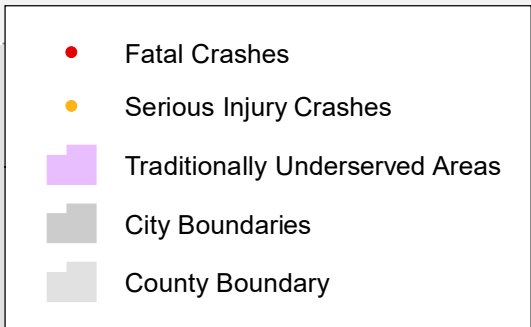 Fatal Crashes
Serious Injury Crashes
Traditionally Underserved Areas
City Boundaries
County Boundary